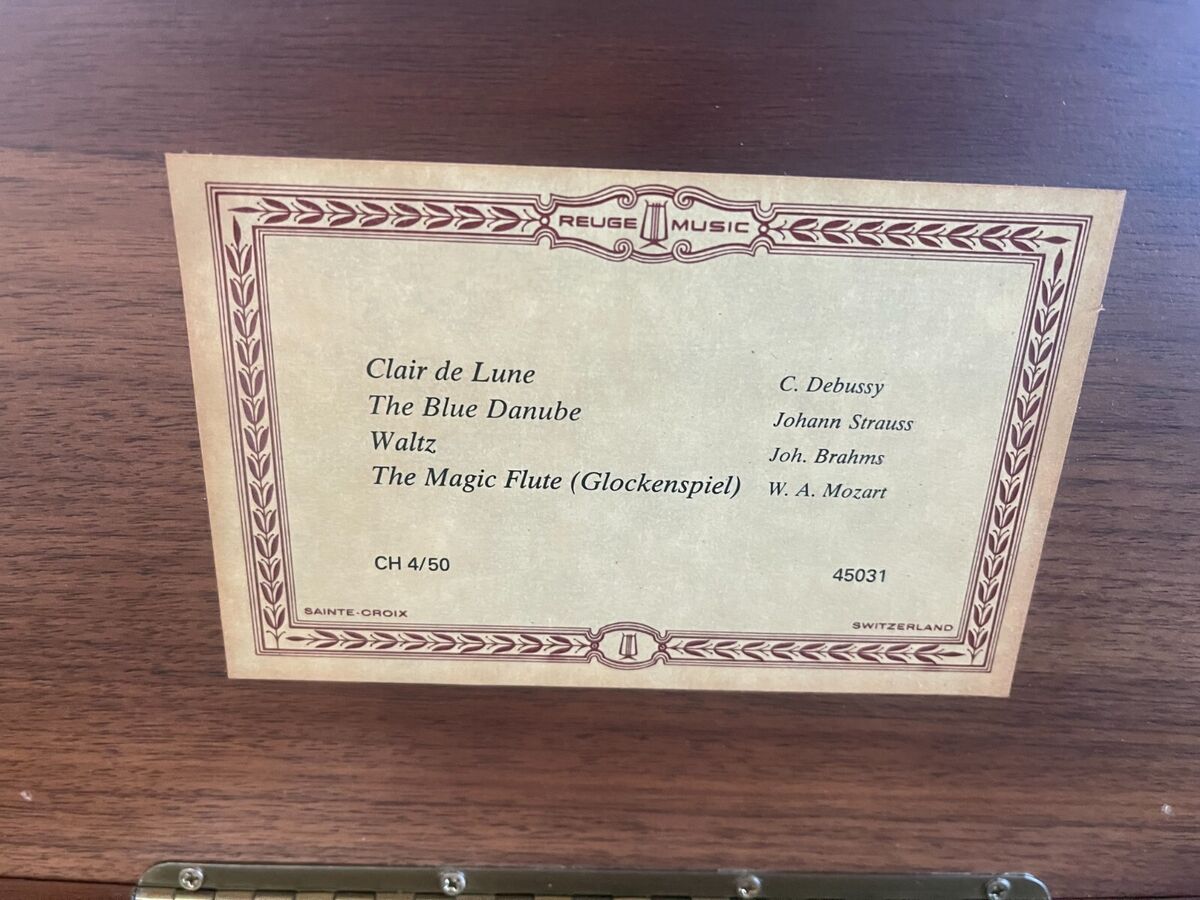 REUGE MUSIC
Clair de Lune C. Debussy
The Blue Danube Johann Strauss
Waltz Joh. Brahms
The Magic Flute (Glockenspiel) W. A. Mozart
CH 4/50 45031
SAINTE-CROIX SWITZERLAND